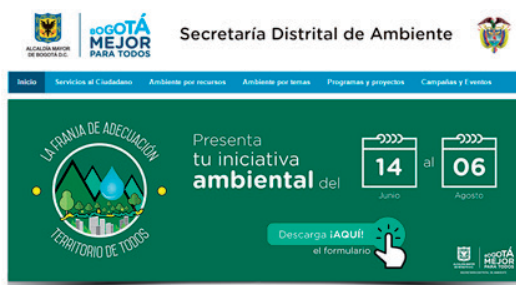 ALCALDÍA MAYOR
DE BOGOTÁ D.C.
BOGOTÁ
MEJOR
PARA TODOS
Secretaría Distrital de Ambiente
Inicio
Servicios al Ciudadano
Ambiente por recursos
Ambiente por temas
Programas y proyectos
Campañas y Eventos
LA FRANJA DE ADECUACIÓN
TERRITORIO DE TODOS
Presenta
tu iniciativa
ambiental del
14
Junio
al
06
Agosto
Descarga ¡AQUÍ!
el formulario
BOGOTÁ
MEJOR
PARA TODOS